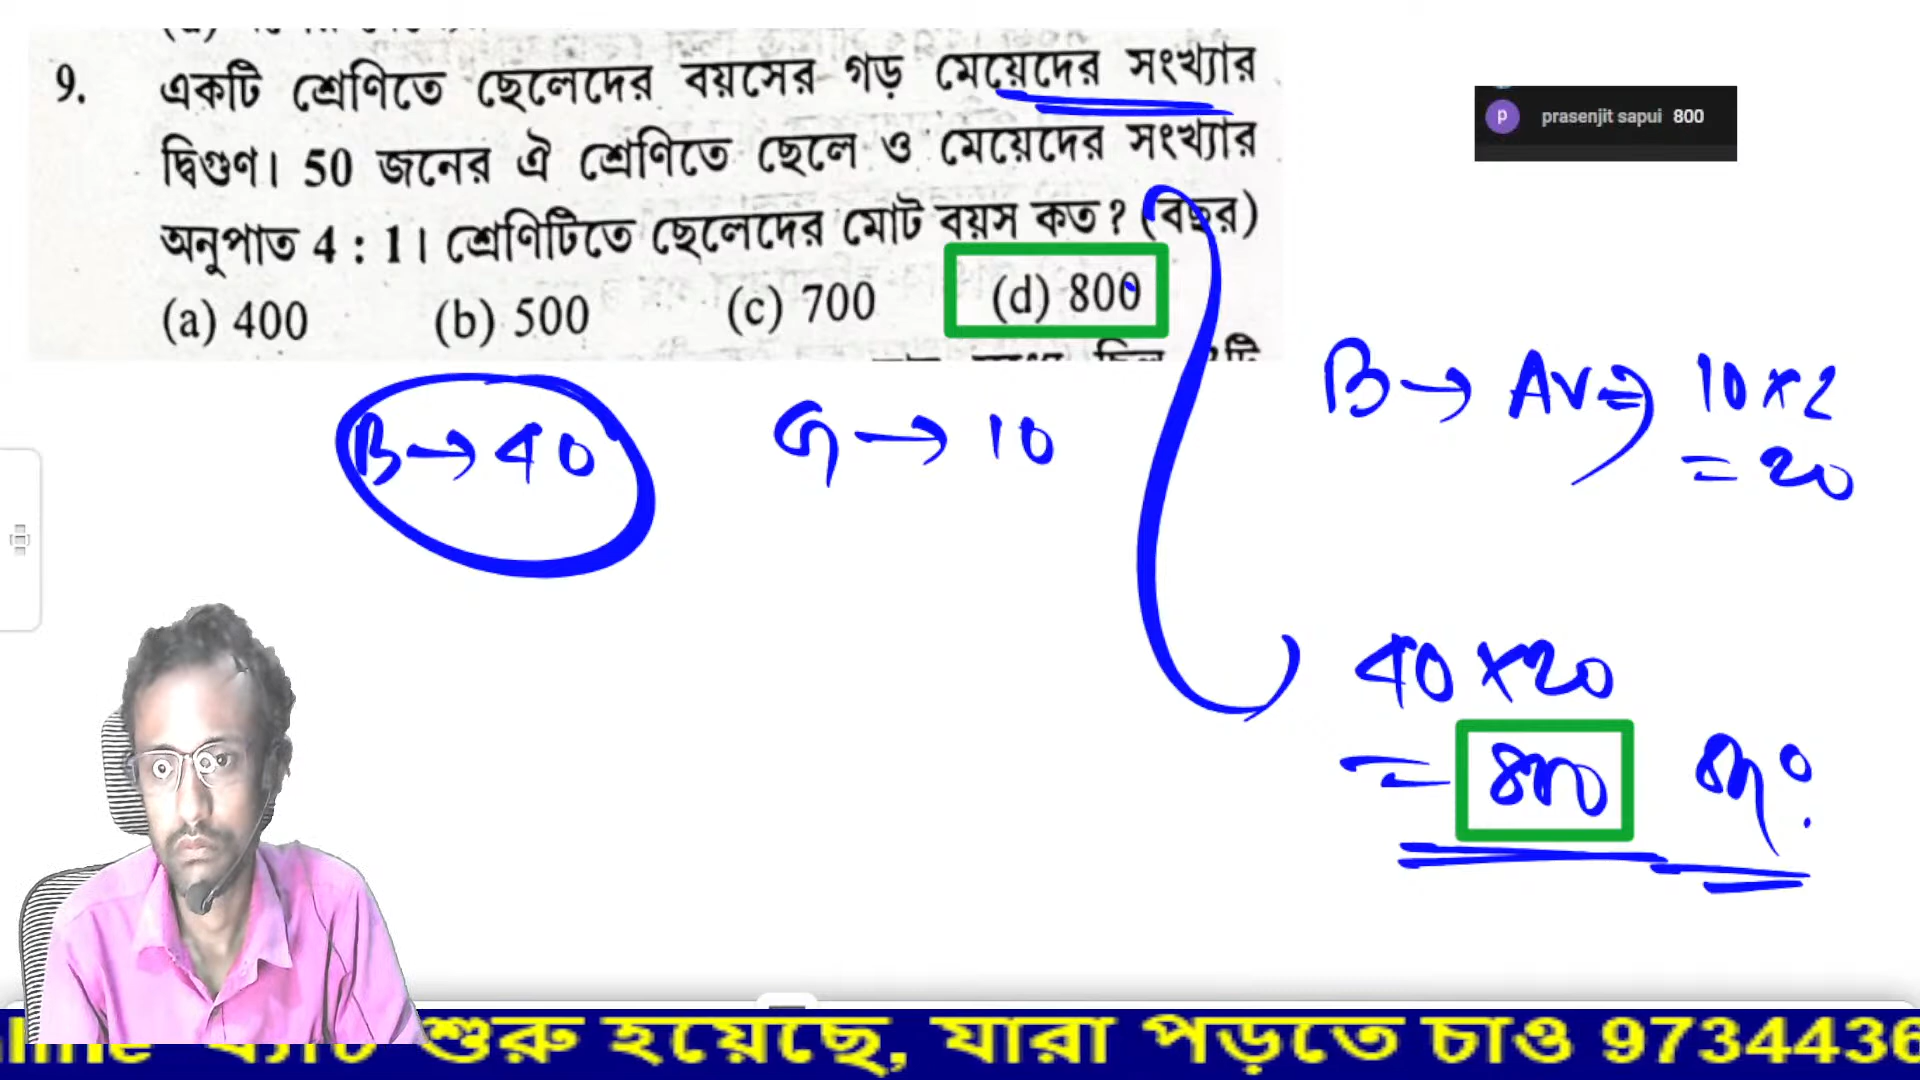 9. একটি শ্রেণিতে ছেলেদের বয়সের গড় মেয়েদের সংখ্যার
দ্বিগুণ। 50 জনের ঐ শ্রেণিতে ছেলে ও মেয়েদের সংখ্যার
অনুপাত 4 : 1। শ্রেণিটিতে ছেলেদের মোট বয়স কত? (বছর)
(a) 400 (b) 500 (c) 700 (d) 800
p prasenjit sapui 800
B → 40 G → 10
B → Av ⇒ 10 × 2
= 20
40 × 20
= 800
শুরু হয়েছে, যারা পড়তে চাও 9734436